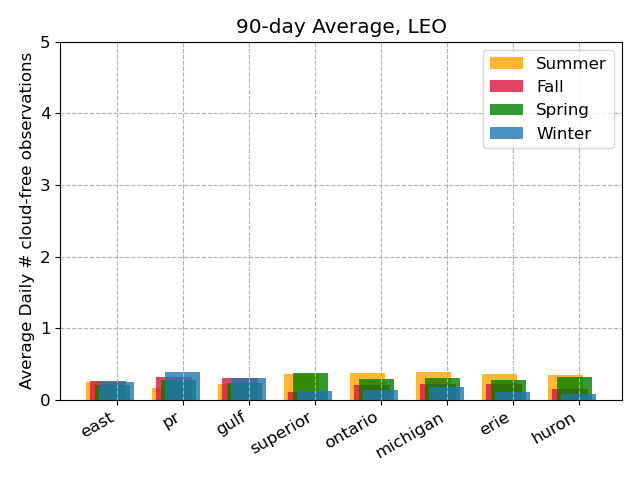 90-day Average, LEO
Average Daily # cloud-free observations
5
4
3
2
1
0
Summer
Fall
Spring
Winter
east
pr
gulf
superior
ontario
michigan
erie
huron